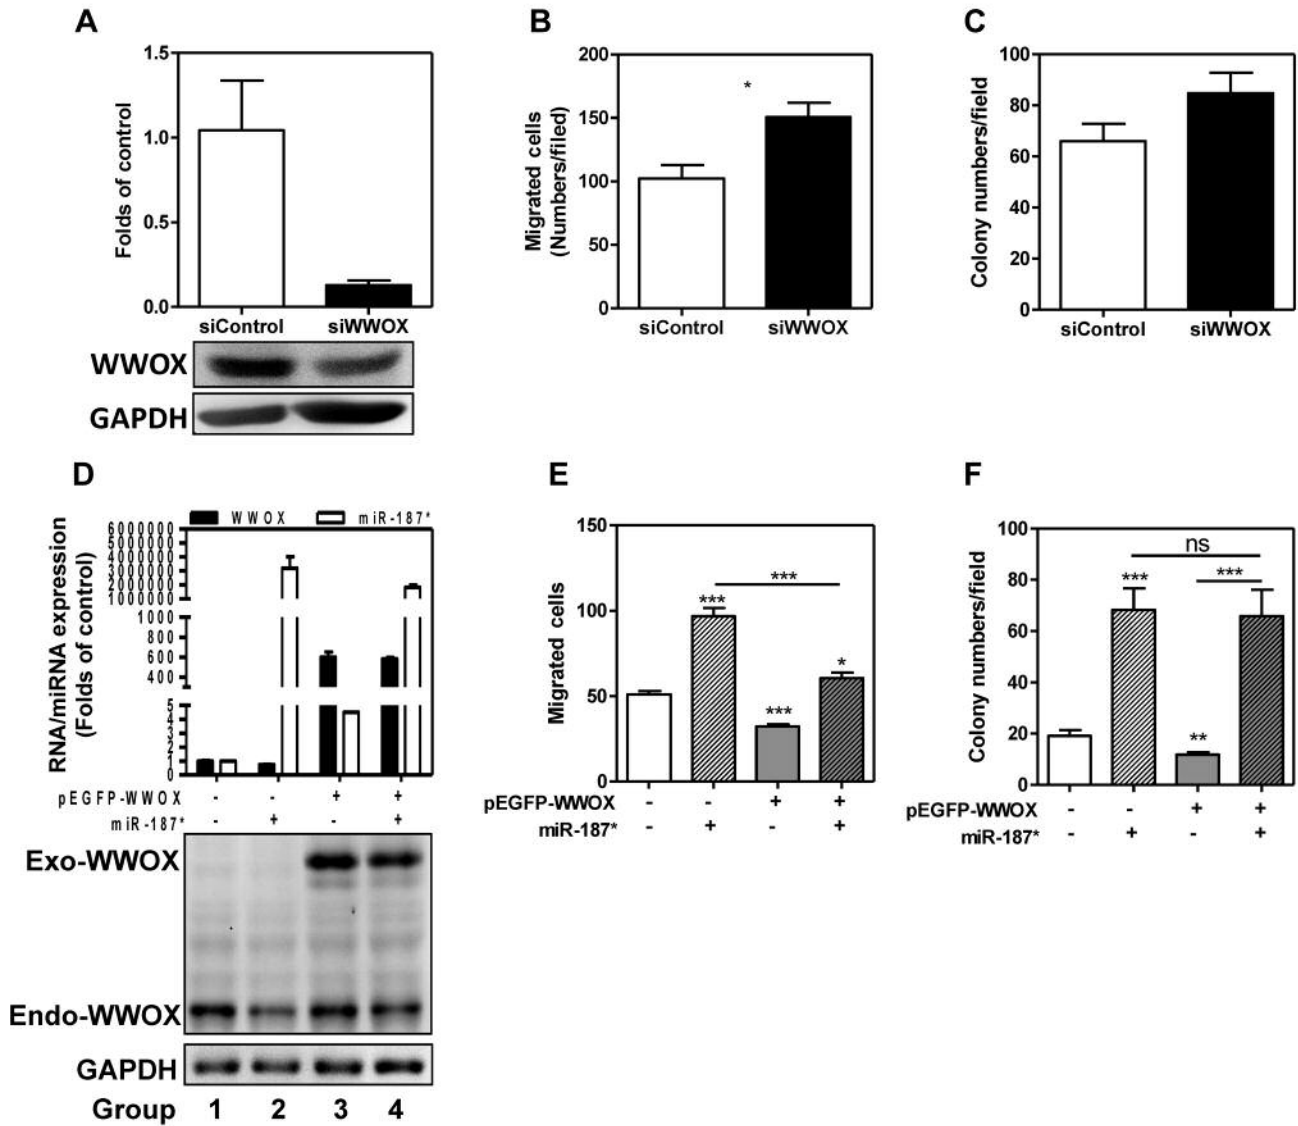 A
Folds of control
1.5
1.0
0.5
0.0
siControl siWWOX
WWOX
GAPDH
B
Migrated cells
(Numbers/filed)
200
150
100
50
0
*
siControl siWWOX
C
Colony numbers/field
100
80
60
40
20
0
siControl siWWOX
D
WWOX miR-187*
RNA/miRNA expression
(Folds of control)
6000000
5000000
4000000
3000000
2000000
1000000
1000
800
600
400
5
4
3
2
1
0
pEGFP-WWOX - - + +
miR-187* - + - +
Exo-WWOX
Endo-WWOX
GAPDH
Group 1 2 3 4
E
Migrated cells
150
100
50
0
***
***
***
*
pEGFP-WWOX - - + +
miR-187* - + - +
F
Colony numbers/field
100
80
60
40
20
0
ns
*** ***
**
pEGFP-WWOX - - + +
miR-187* - + - +